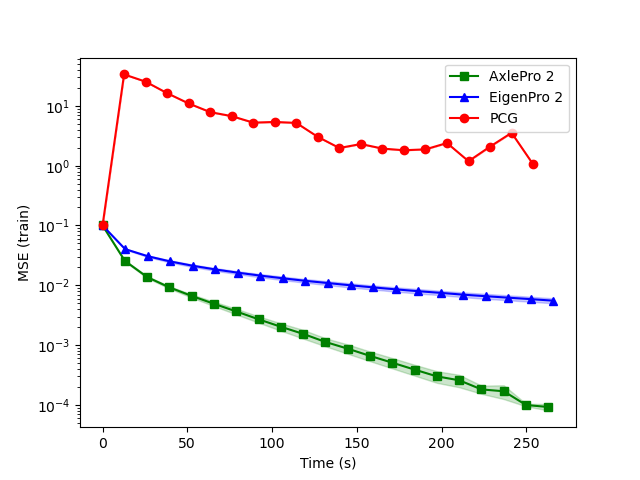 AxlePro 2
EigenPro 2
PCG
10¹
10⁰
10⁻¹
10⁻²
10⁻³
10⁻⁴
MSE (train)
0 50 100 150 200 250
Time (s)